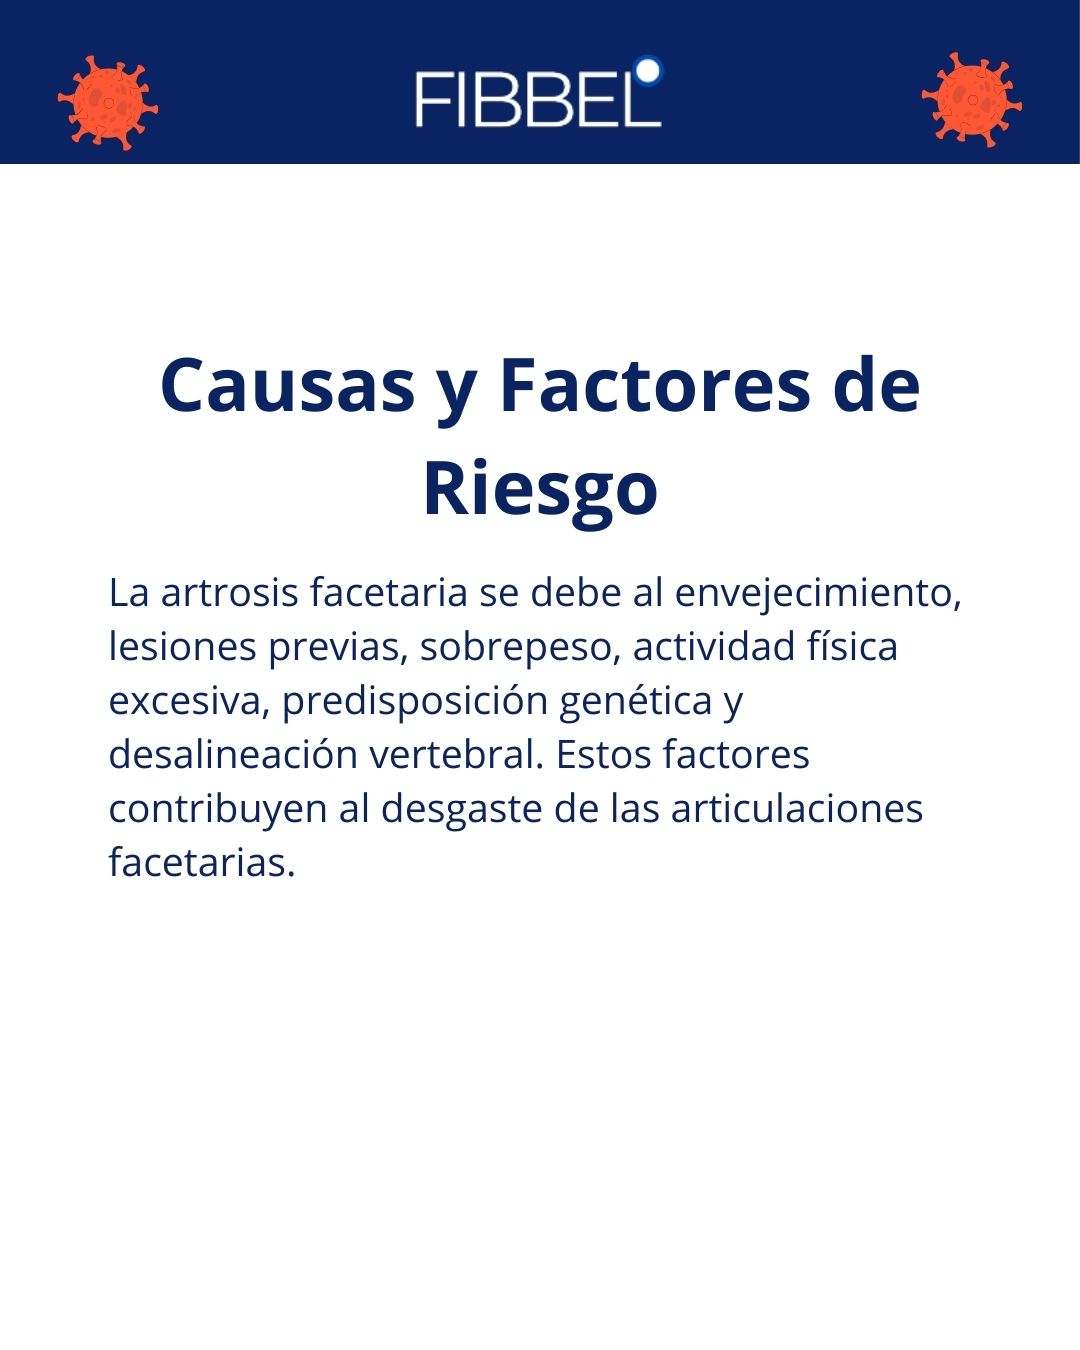 FIBBEL
Causas y Factores de
Riesgo
La artrosis facetaria se debe al envejecimiento,
lesiones previas, sobrepeso, actividad física
excesiva, predisposición genética y
desalineación vertebral. Estos factores
contribuyen al desgaste de las articulaciones
facetarias.